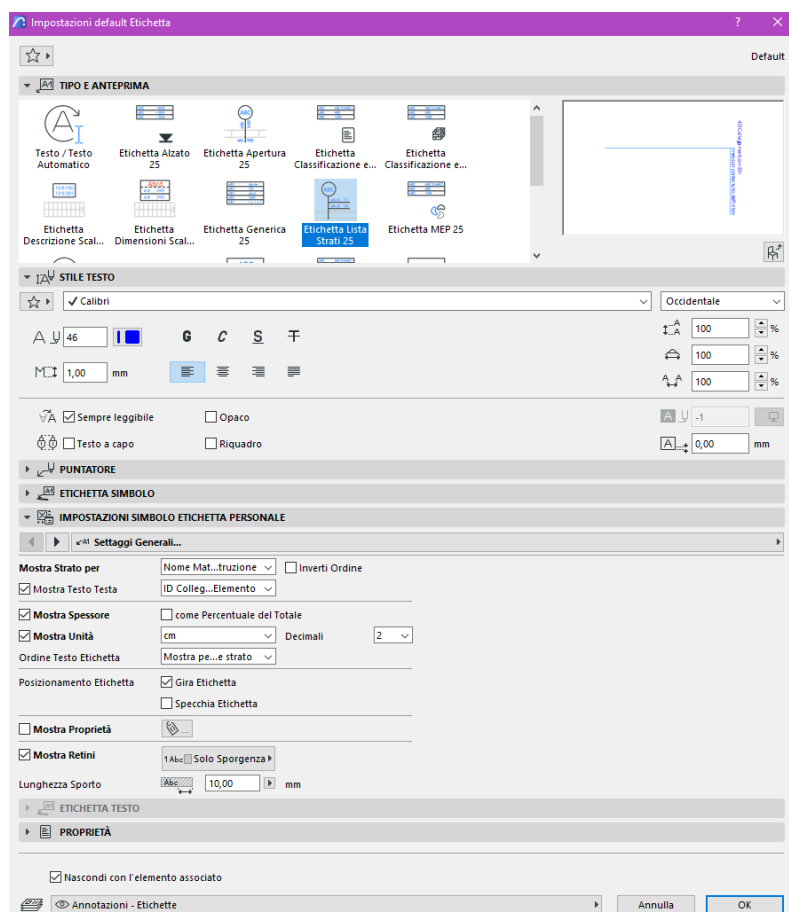 Impostazioni default Etichetta
?
Default
TIPO E ANTEPRIMA
Testo / Testo Automatico
Etichetta Alzato 25
Etichetta Apertura 25
Etichetta Classificazione e...
Etichetta Classificazione e...
Etichetta Descrizione Scal...
Etichetta Dimensioni Scal...
Etichetta Generica 25
Etichetta Lista Strati 25
Etichetta MEP 25
STILE TESTO
Calibri
Occidentale
46
G C S T
100 %
1,00 mm
100 %
100 %
Sempre leggibile
Opaco
-1
Testo a capo
Riquadro
0,00 mm
PUNTATORE
ETICHETTA SIMBOLO
IMPOSTAZIONI SIMBOLO ETICHETTA PERSONALE
A1 Settaggi Generali...
Mostra Strato per
Nome Mat...truzione
Inverti Ordine
Mostra Testo Testa
ID Colleg...Elemento
Mostra Spessore
come Percentuale del Totale
Mostra Unità
cm
Decimali
2
Ordine Testo Etichetta
Mostra pe...e strato
Posizionamento Etichetta
Gira Etichetta
Specchia Etichetta
Mostra Proprietà
...
Mostra Retini
1 Abc Solo Sporgenza
Lunghezza Sporto
Abc
10,00
mm
ETICHETTA TESTO
PROPRIETÀ
Nascondi con l'elemento associato
Annotazioni - Etichette
Annulla
OK